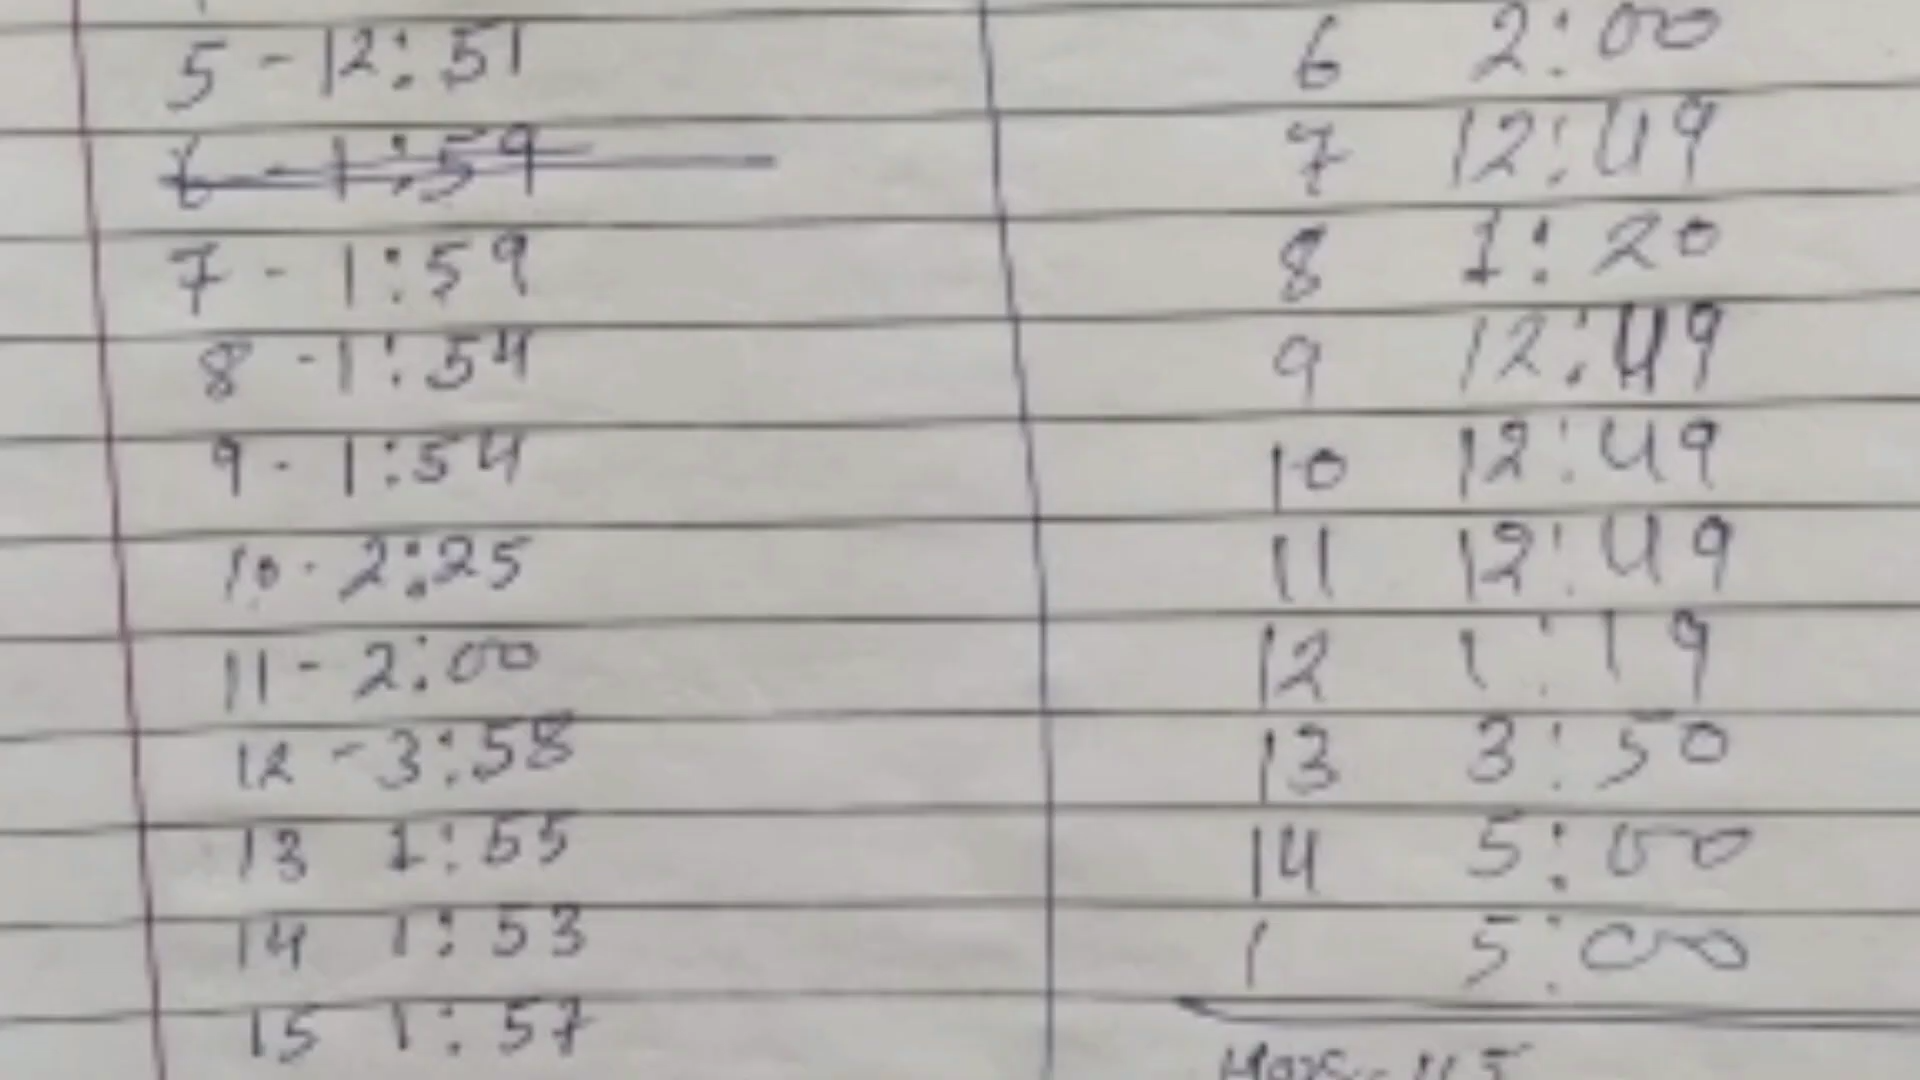 5 - 12:51
6 - 1:59
7 - 1:59
8 - 1:54
9 - 1:54
10 - 2:25
11 - 2:00
12 - 3:58
13 1:55
14 1:53
15 1:57
6 2:00
7 12:49
8 1:20
9 12:49
10 12:49
11 12:49
12 1:19
13 3:50
14 5:00
1 5:00